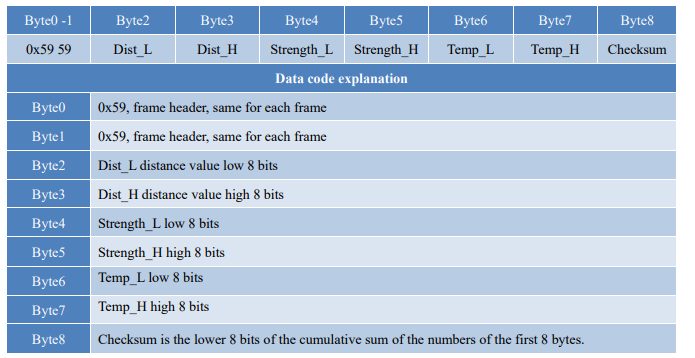 Byte0 -1 Byte2 Byte3 Byte4 Byte5 Byte6 Byte7 Byte8
0x59 59 Dist_L Dist_H Strength_L Strength_H Temp_L Temp_H Checksum
Data code explanation
Byte0 0x59, frame header, same for each frame
Byte1 0x59, frame header, same for each frame
Byte2 Dist_L distance value low 8 bits
Byte3 Dist_H distance value high 8 bits
Byte4 Strength_L low 8 bits
Byte5 Strength_H high 8 bits
Byte6 Temp_L low 8 bits
Byte7 Temp_H high 8 bits
Byte8 Checksum is the lower 8 bits of the cumulative sum of the numbers of the first 8 bytes.